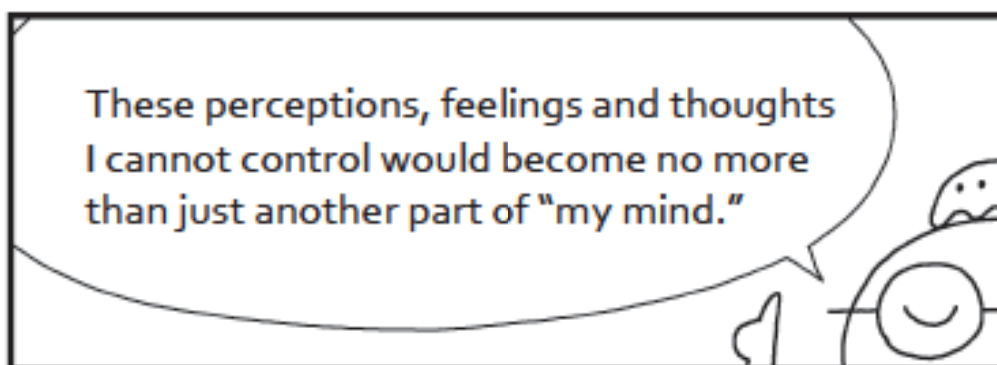 These perceptions, feelings and thoughts
I cannot control would become no more
than just another part of “my mind.”